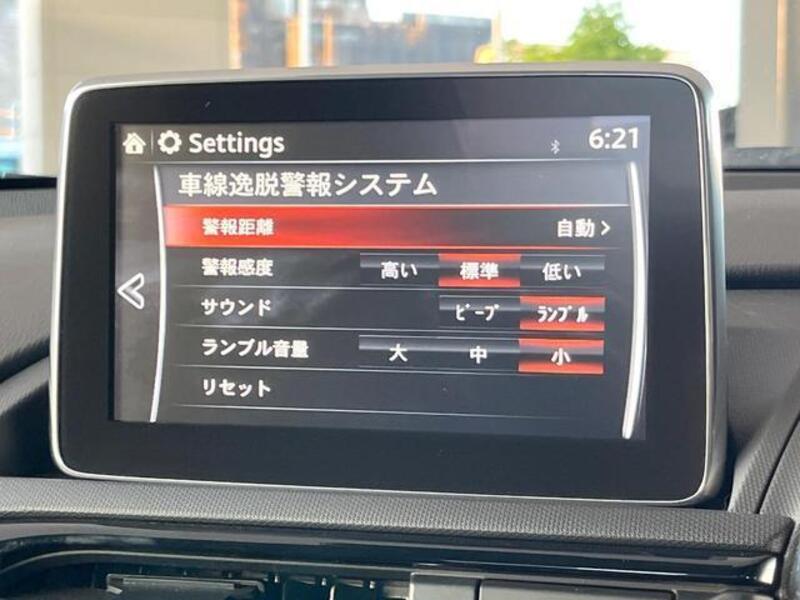 Settings 6:21
車線逸脱警報システム
警報距離 自動 >
警報感度 高い 標準 低い
サウンド ﾋﾞｰﾌﾟ ﾗﾝﾌﾞﾙ
ランブル音量 大 中 小
リセット